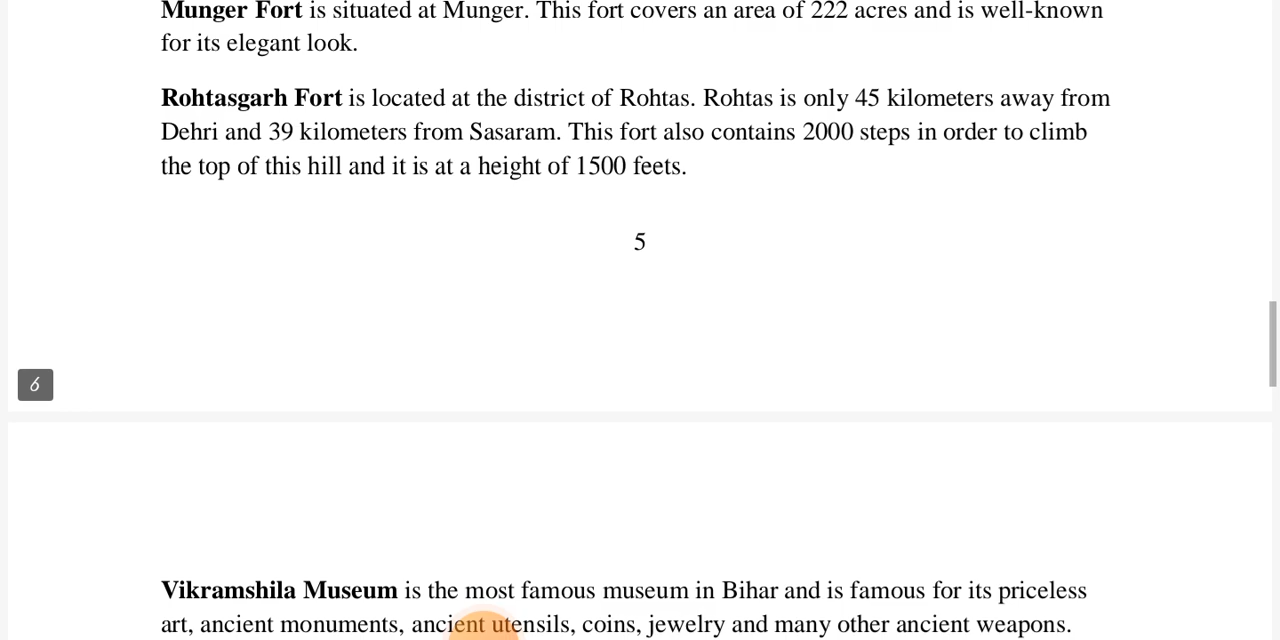 Munger Fort is situated at Munger. This fort covers an area of 222 acres and is well-known
for its elegant look.
Rohtasgarh Fort is located at the district of Rohtas. Rohtas is only 45 kilometers away from
Dehri and 39 kilometers from Sasaram. This fort also contains 2000 steps in order to climb
the top of this hill and it is at a height of 1500 feets.
5
6
Vikramshila Museum is the most famous museum in Bihar and is famous for its priceless
art, ancient monuments, ancient utensils, coins, jewelry and many other ancient weapons.